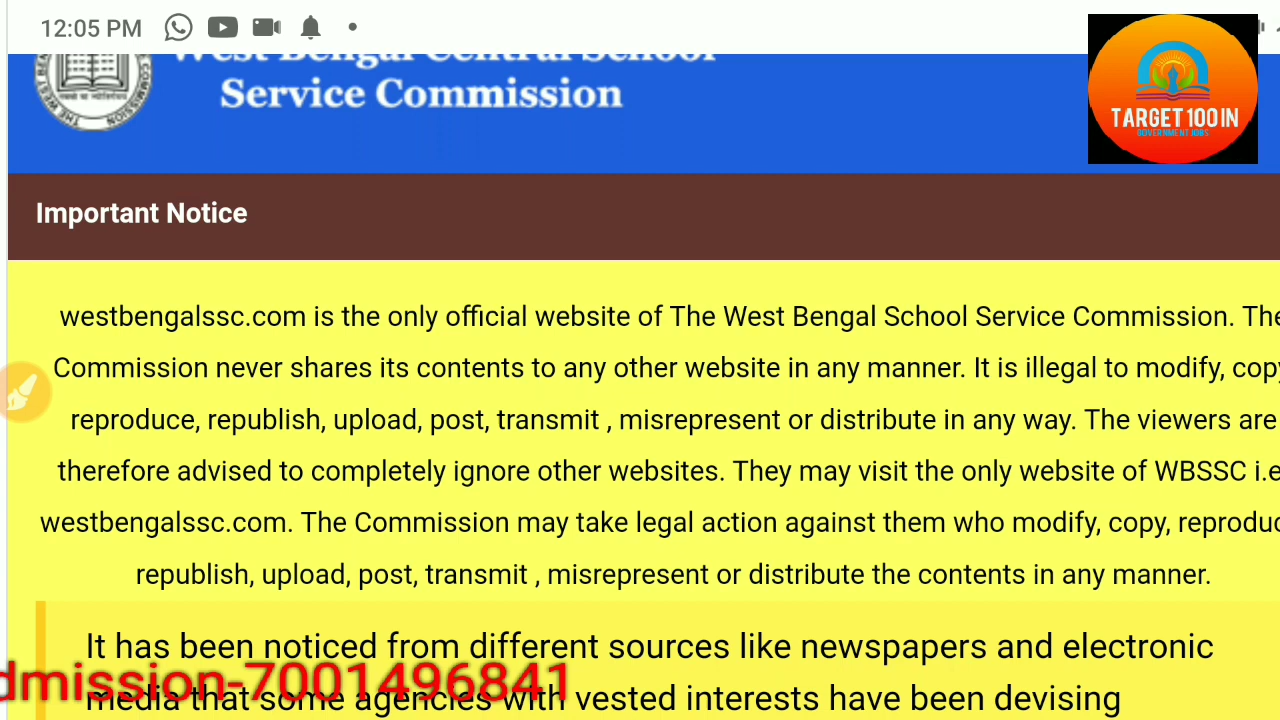 12:05 PM
West Bengal Central School
Service Commission
TARGET 100 IN
GOVERNMENT JOBS
Important Notice
westbengalssc.com is the only official website of The West Bengal School Service Commission. The
Commission never shares its contents to any other website in any manner. It is illegal to modify, copy
reproduce, republish, upload, post, transmit , misrepresent or distribute in any way. The viewers are
therefore advised to completely ignore other websites. They may visit the only website of WBSSC i.e
westbengalssc.com. The Commission may take legal action against them who modify, copy, reproduc
republish, upload, post, transmit , misrepresent or distribute the contents in any manner.
It has been noticed from different sources like newspapers and electronic
dmission-7001496841
media that some agencies with vested interests have been devising